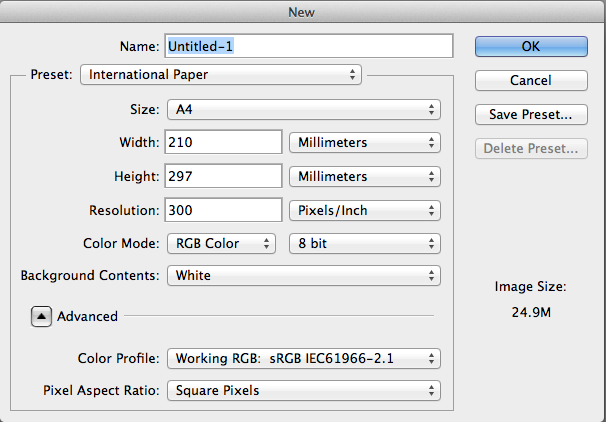 New
Name: Untitled-1
OK
Preset: International Paper
Cancel
Size: A4
Save Preset...
Width: 210 Millimeters
Delete Preset...
Height: 297 Millimeters
Resolution: 300 Pixels/Inch
Color Mode: RGB Color 8 bit
Background Contents: White
Image Size:
24.9M
Advanced
Color Profile: Working RGB: sRGB IEC61966-2.1
Pixel Aspect Ratio: Square Pixels